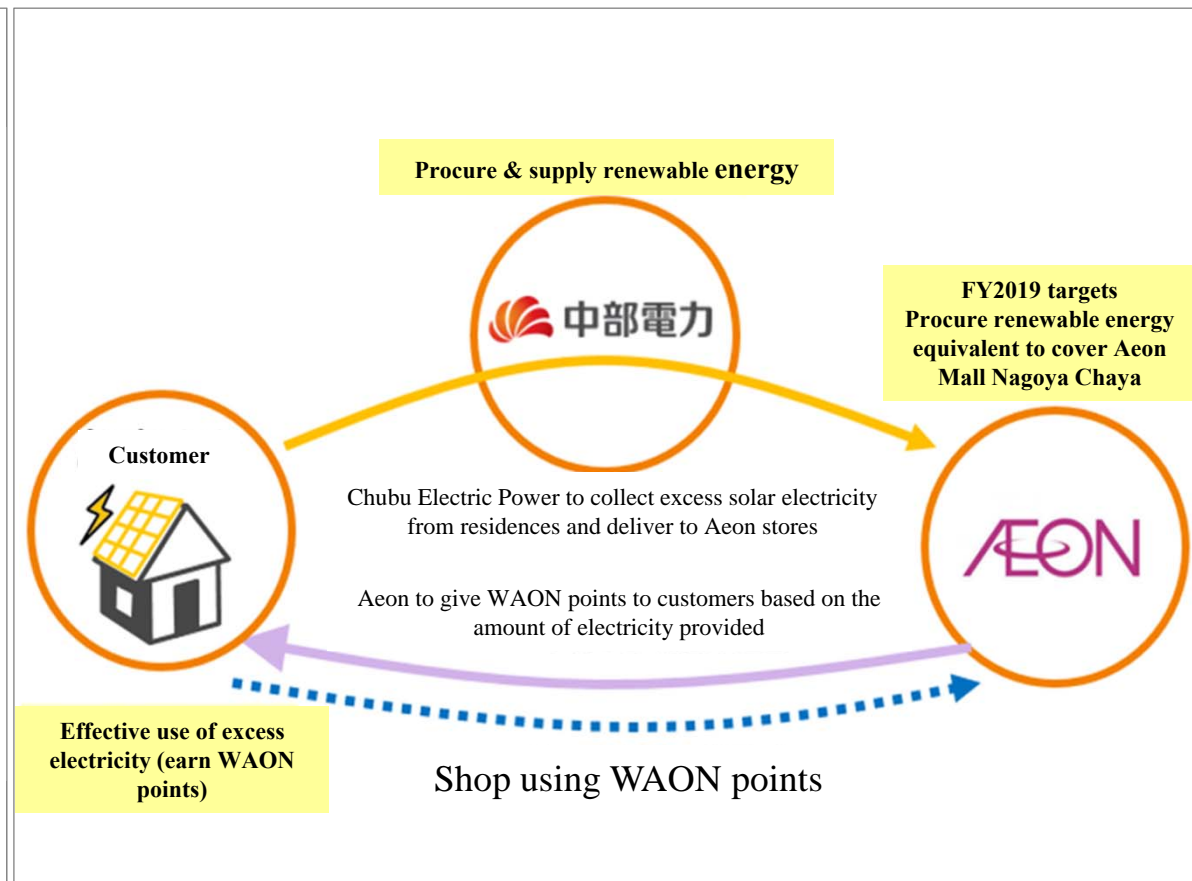 Procure & supply renewable energy
中部電力
FY2019 targets
Procure renewable energy
equivalent to cover Aeon
Mall Nagoya Chaya
Customer
Chubu Electric Power to collect excess solar electricity
from residences and deliver to Aeon stores
ÆON
Aeon to give WAON points to customers based on the
amount of electricity provided
Effective use of excess
electricity (earn WAON
points)
Shop using WAON points